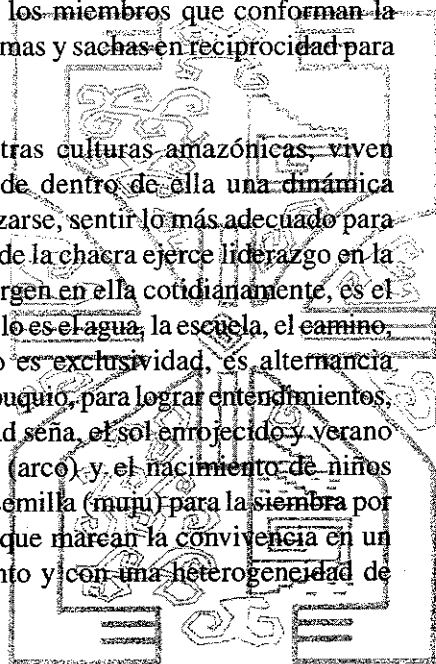 los miembros que conforman la
mas y sachas en reciprocidad para
tras culturas amazónicas, viven
de dentro de ella una dinámica
zarse, sentir lo más adecuado para
de la chacra ejerce liderazgo en la
rgen en ella cotidianamente, es el
lo es el agua, la escuela, el camino,
o es exclusividad, es alternancia
puquio, para lograr entendimientos,
ad seña, el sol enrojecido y verano
(arco) y el nacimiento de niños
semilla (muju) para la siembra por
que marcan la convivencia en un
nto y con una heterogeneidad de